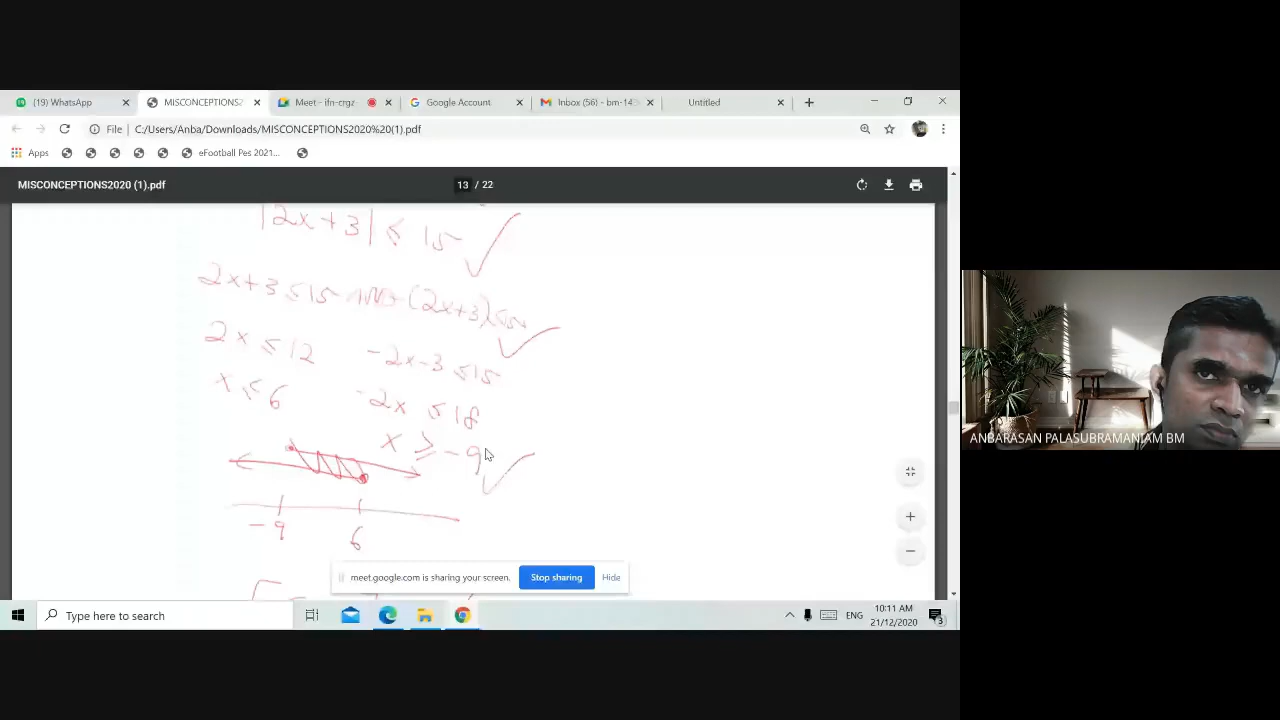 (19) WhatsApp
MISCONCEPTIONS2
Meet - ifn-crgz
Google Account
Inbox (56) - bm-14
Untitled
File | C:/Users/Anba/Downloads/MISCONCEPTIONS2020%20(1).pdf
Apps
eFootball Pes 2021...
MISCONCEPTIONS2020 (1).pdf
13 / 22
|2x+3| ≤ 15
2x+3 ≤15 -(2x+3)≤15
2x ≤ 12 -2x-3 ≤15
x ≤ 6 -2x ≤ 18
x ≥ -9
-9 6
meet.google.com is sharing your screen.
Stop sharing
Hide
ANBARASAN PALASUBRAMANIAM BM
Type here to search
ENG
10:11 AM
21/12/2020
3